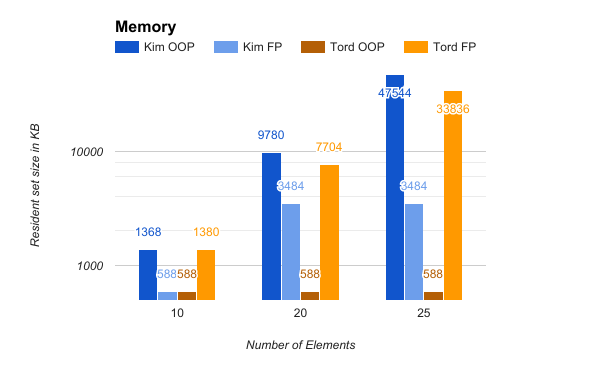 Memory
Kim OOP Kim FP Tord OOP Tord FP
47544
33836
9780
7704
10000
3484 3484
1368 1380
588 588 588 588
1000
10 20 25
Resident set size in KB
Number of Elements